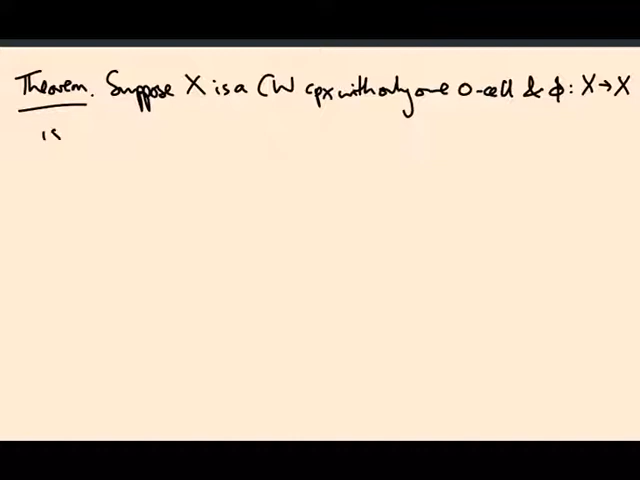 Theorem. Suppose X is a CW cpx with only one 0-cell & ϕ: X→X
is